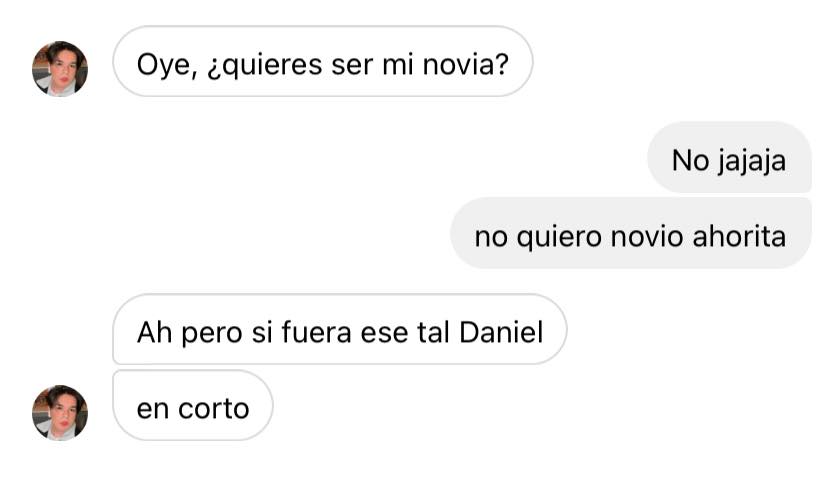 Oye, ¿quieres ser mi novia?
No jajaja
no quiero novio ahorita
Ah pero si fuera ese tal Daniel
en corto